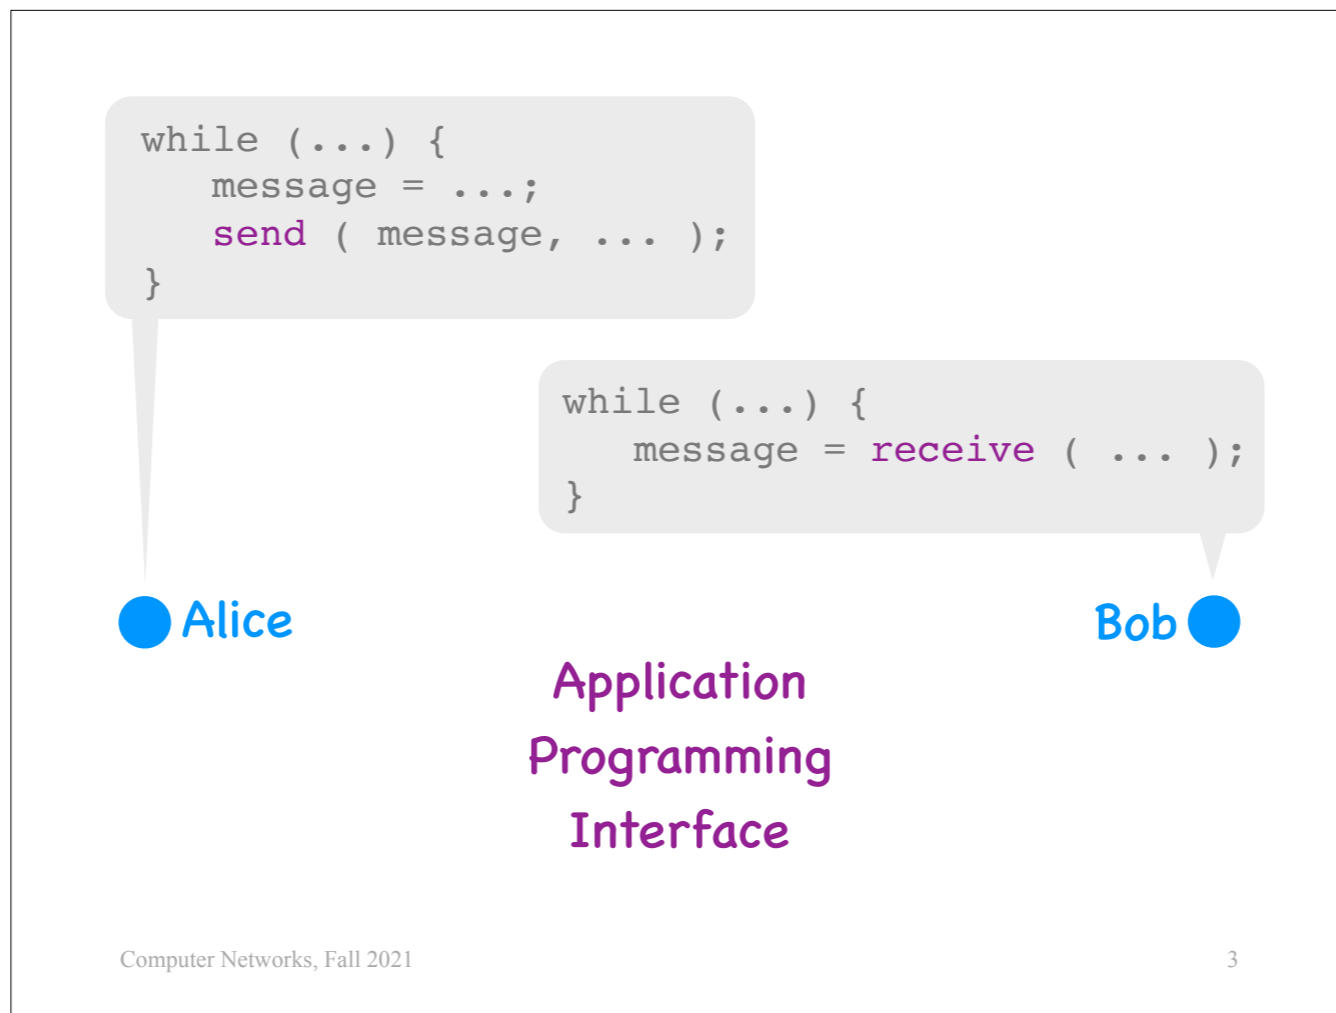 while (...) {
message = ...;
send ( message, ... );
}
while (...) {
message = receive ( ... );
}
Alice
Bob
Application
Programming
Interface
Computer Networks, Fall 2021
3